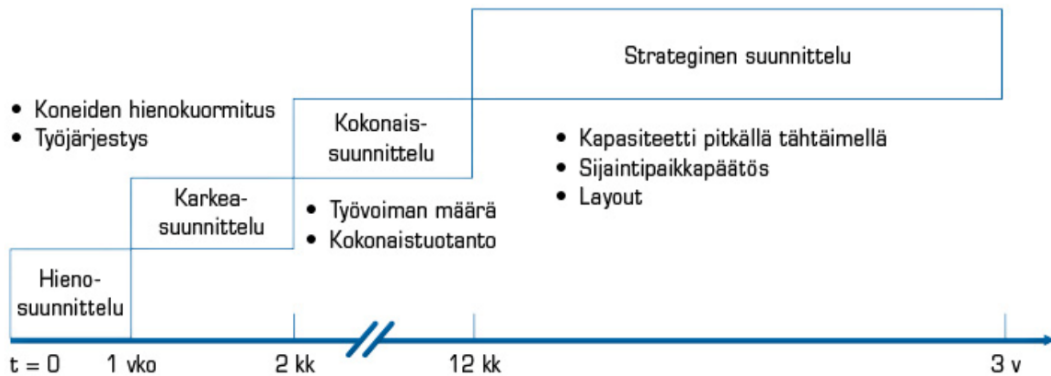 Strateginen suunnittelu
• Koneiden hienokuormitus
• Työjärjestys
Kokonais-
suunnittelu
• Kapasiteetti pitkällä tähtäimellä
• Sijaintipaikkapäätös
• Layout
Karkea-
suunnittelu
• Työvoiman määrä
• Kokonaistuotanto
Hieno-
suunnittelu
t = 0 1 vko 2 kk 12 kk 3 v